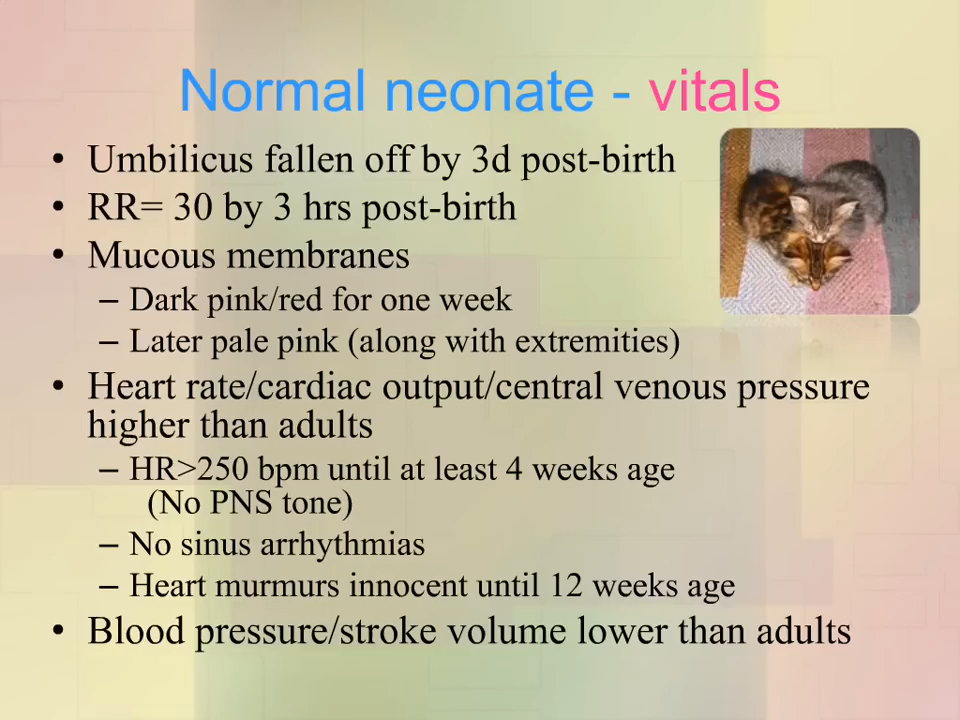 Normal neonate - vitals
• Umbilicus fallen off by 3d post-birth
• RR= 30 by 3 hrs post-birth
• Mucous membranes
– Dark pink/red for one week
– Later pale pink (along with extremities)
• Heart rate/cardiac output/central venous pressure
higher than adults
– HR>250 bpm until at least 4 weeks age
(No PNS tone)
– No sinus arrhythmias
– Heart murmurs innocent until 12 weeks age
• Blood pressure/stroke volume lower than adults